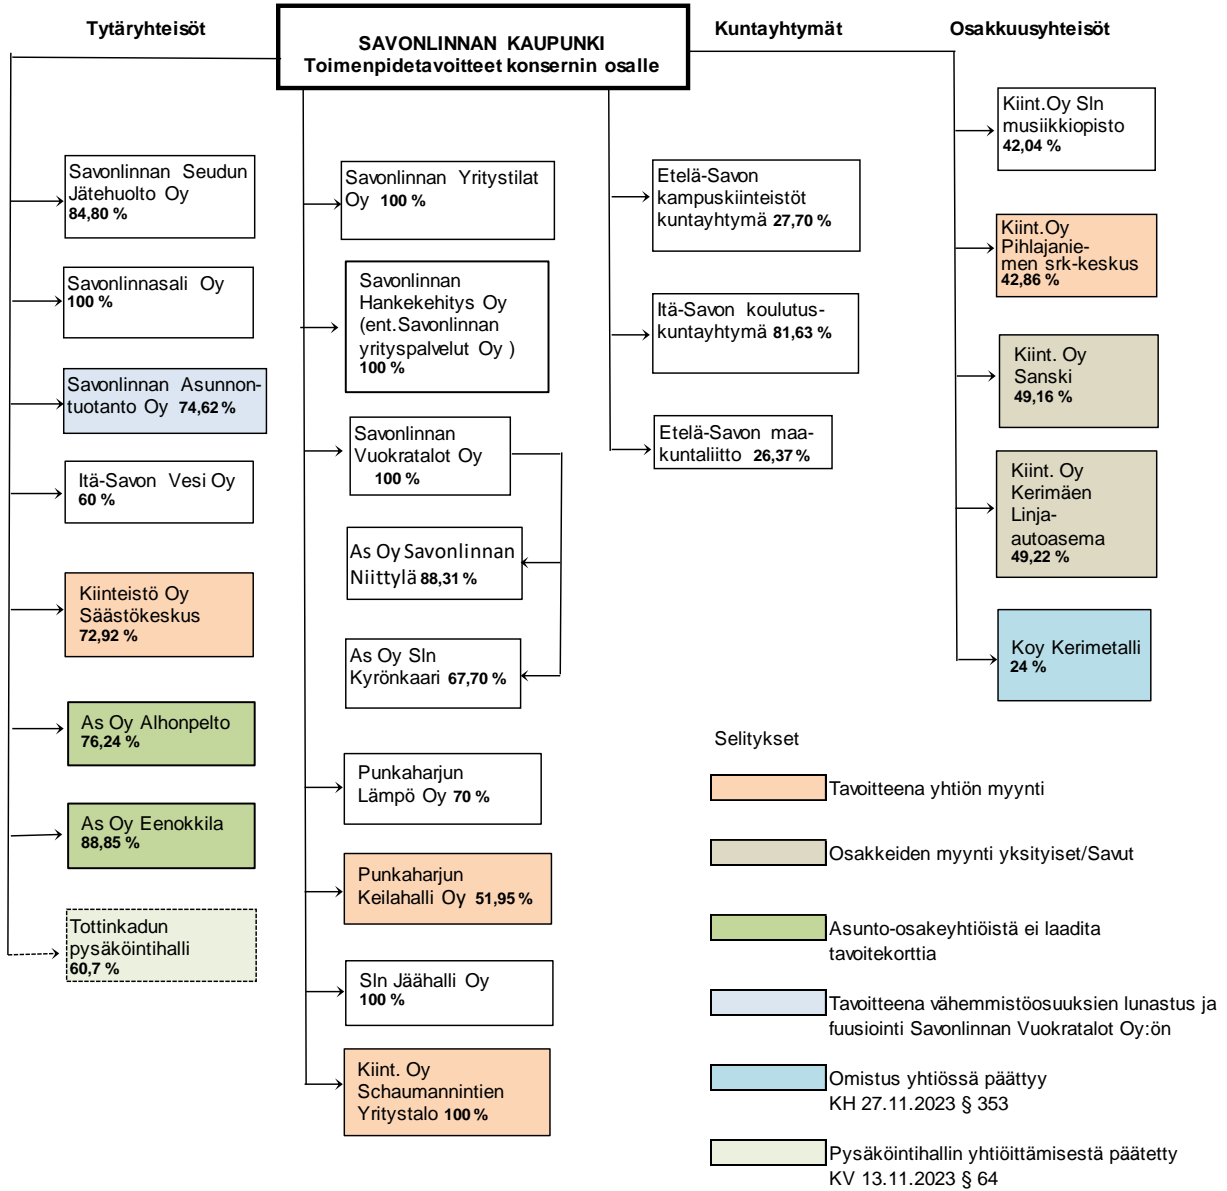 Tytäryhteisöt
SAVONLINNAN KAUPUNKI
Toimenpidetavoitteet konsernin osalle
Kuntayhtymät
Osakkuusyhteisöt
Savonlinnan Seudun
Jätehuolto Oy
84,80 %
Savonlinnasali Oy
100 %
Savonlinnan Asunnon-
tuotanto Oy 74,62 %
Itä-Savon Vesi Oy
60 %
Kiinteistö Oy
Säästökeskus
72,92 %
As Oy Alhonpelto
76,24 %
As Oy Eenokkila
88,85 %
Tottinkadun
pysäköintihalli
60,7 %
Savonlinnan Yritystilat
Oy 100 %
Savonlinnan
Hankekehitys Oy
(ent.Savonlinnan
yrityspalvelut Oy )
100 %
Savonlinnan
Vuokratalot Oy
100 %
As Oy Savonlinnan
Niittylä 88,31 %
As Oy Sln
Kyrönkaari 67,70 %
Punkaharjun
Lämpö Oy 70 %
Punkaharjun
Keilahalli Oy 51,95 %
Sln Jäähalli Oy
100 %
Kiint. Oy
Schaumannintien
Yritystalo 100 %
Etelä-Savon
kampuskiinteistöt
kuntayhtymä 27,70 %
Itä-Savon koulutus-
kuntayhtymä 81,63 %
Etelä-Savon maa-
kuntaliitto 26,37 %
Kiint.Oy Sln
musiikkiopisto
42,04 %
Kiint.Oy
Pihlajanie-
men srk-keskus
42,86 %
Kiint. Oy
Sanski
49,16 %
Kiint. Oy
Kerimäen
Linja-
autoasema
49,22 %
Koy Kerimetalli
24 %
Selitykset
Tavoitteena yhtiön myynti
Osakkeiden myynti yksityiset/Savut
Asunto-osakeyhtiöistä ei laadita
tavoitekorttia
Tavoitteena vähemmistöosuuksien lunastus ja
fuusiointi Savonlinnan Vuokratalot Oy:ön
Omistus yhtiössä päättyy
KH 27.11.2023 § 353
Pysäköintihallin yhtiöittämisestä päätetty
KV 13.11.2023 § 64